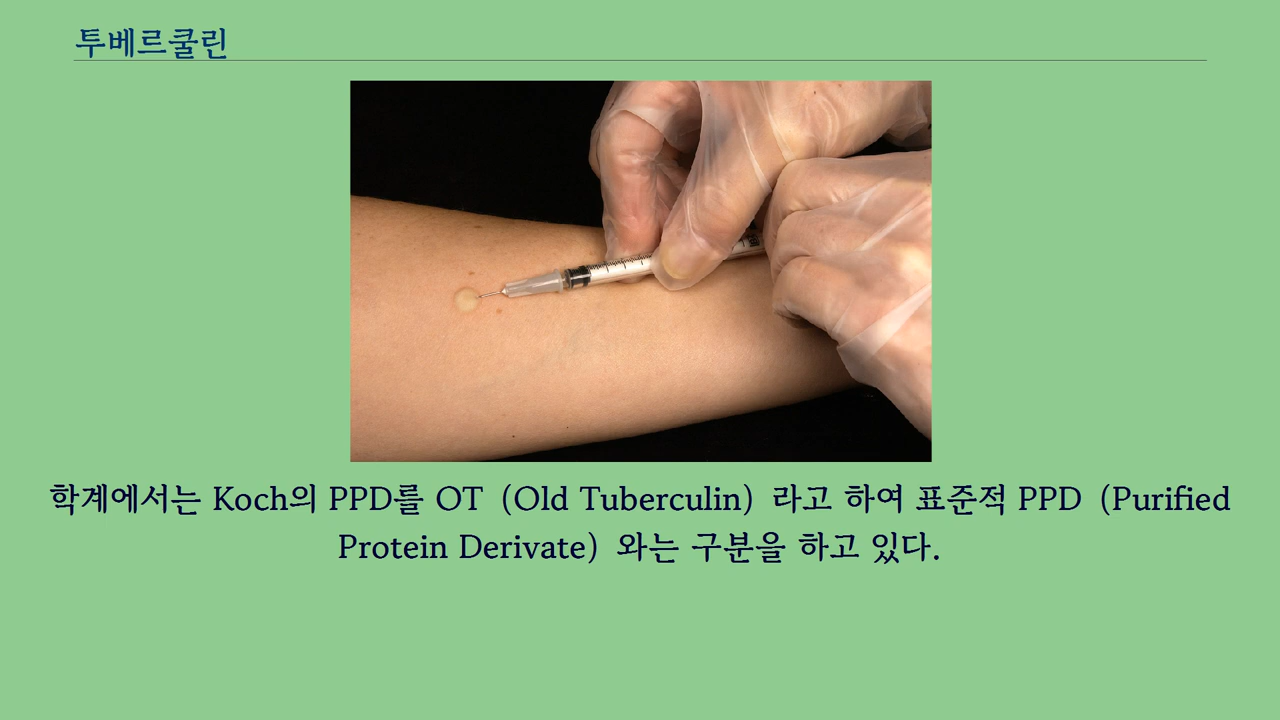 투베르쿨린
학계에서는 Koch의 PPD를 OT (Old Tuberculin) 라고 하여 표준적 PPD (Purified
Protein Derivate) 와는 구분을 하고 있다.